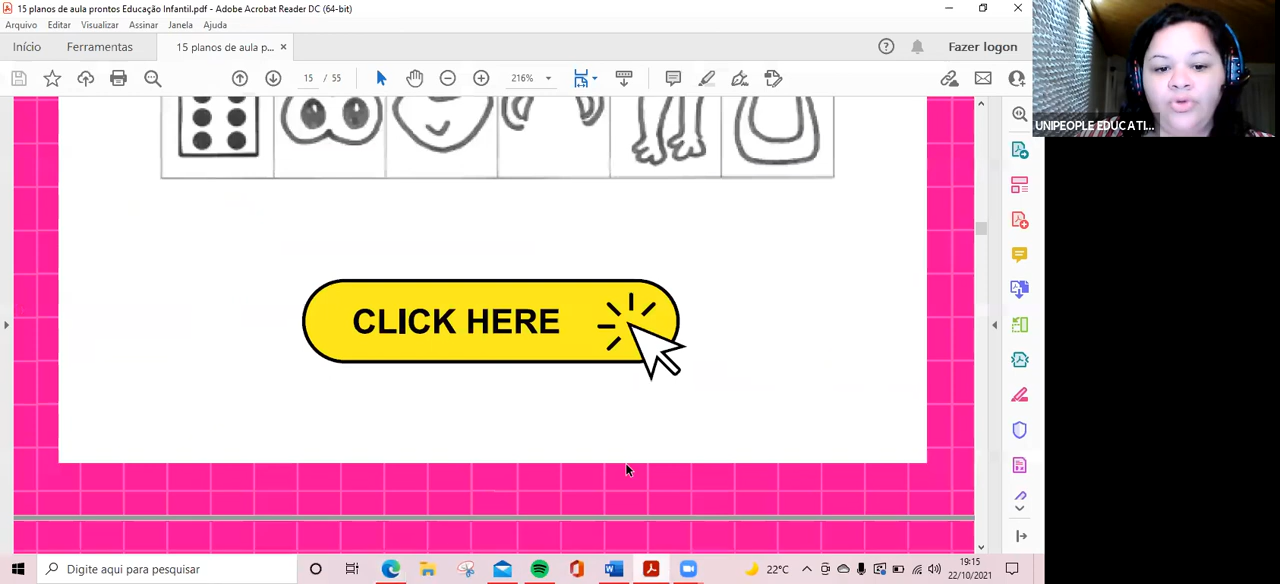 15 planos de aula prontos Educação Infantil.pdf - Adobe Acrobat Reader DC (64-bit)
Arquivo Editar Visualizar Assinar Janela Ajuda
Início Ferramentas 15 planos de aula p... Fazer logon
15 / 55 216%
UNIPEOPLE EDUCATI...
CLICK HERE
Digite aqui para pesquisar
22°C
19:15
22/10/2021